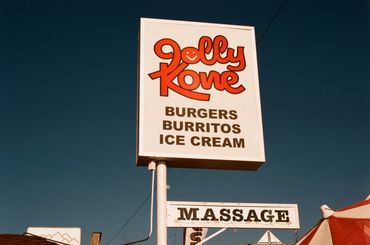 Jolly
Kone
BURGERS
BURRITOS
ICE CREAM
MASSAGE